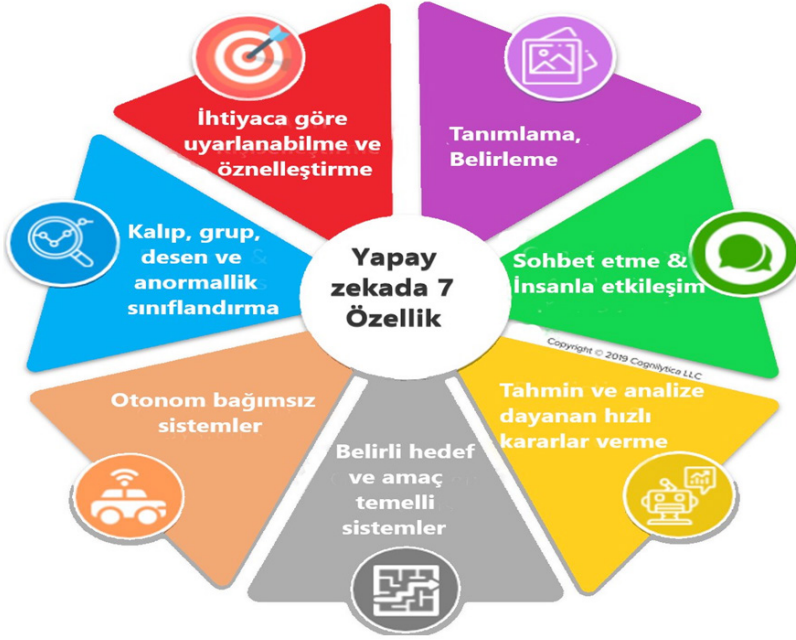 Yapay
zekada 7
Özellik
Tanımlama,
Belirleme
Sohbet etme &
İnsanla etkileşim
Copyright © 2019 Cognilytica LLC
Tahmin ve analize
dayanan hızlı
kararlar verme
Belirli hedef
ve amaç
temelli
sistemler
Otonom bağımsız
sistemler
Kalıp, grup,
desen ve
anormallik
sınıflandırma
İhtiyaca göre
uyarlanabilme ve
öznelleştirme